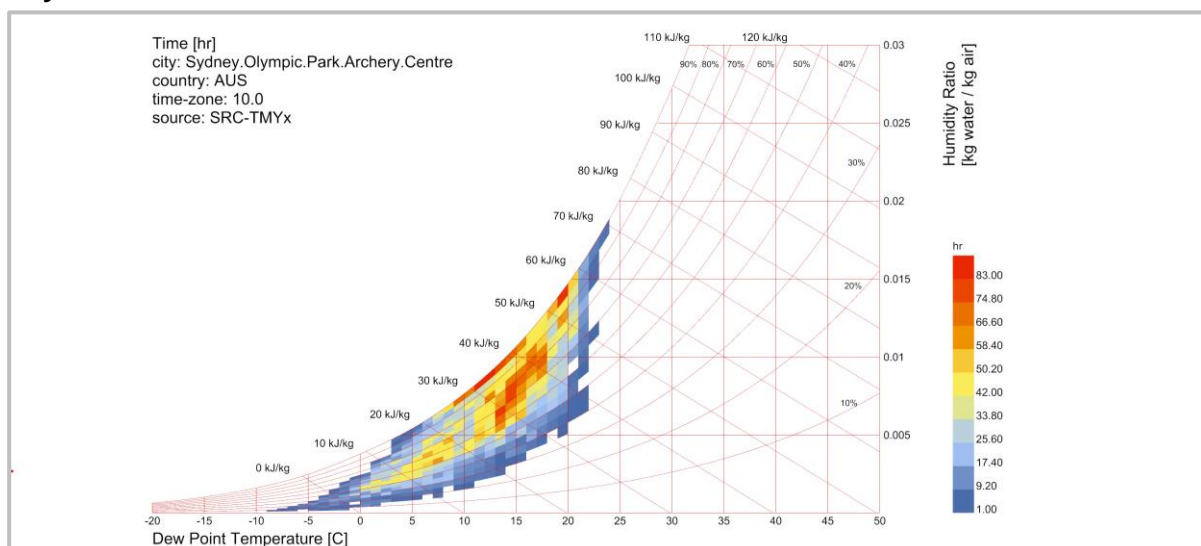 Time [hr]
city: Sydney.Olympic.Park.Archery.Centre
country: AUS
time-zone: 10.0
source: SRC-TMYx
110 kJ/kg
120 kJ/kg
0.03
90%
80%
70%
60%
50%
40%
100 kJ/kg
90 kJ/kg
0.025
Humidity Ratio
[kg water / kg air]
80 kJ/kg
30%
0.02
70 kJ/kg
60 kJ/kg
0.015
20%
50 kJ/kg
40 kJ/kg
0.01
30 kJ/kg
10%
20 kJ/kg
0.005
10 kJ/kg
0 kJ/kg
hr
83.00
74.80
66.60
58.40
50.20
42.00
33.80
25.60
17.40
9.20
1.00
-20
-15
-10
-5
0
5
10
15
20
25
30
35
40
45
50
Dew Point Temperature [C]